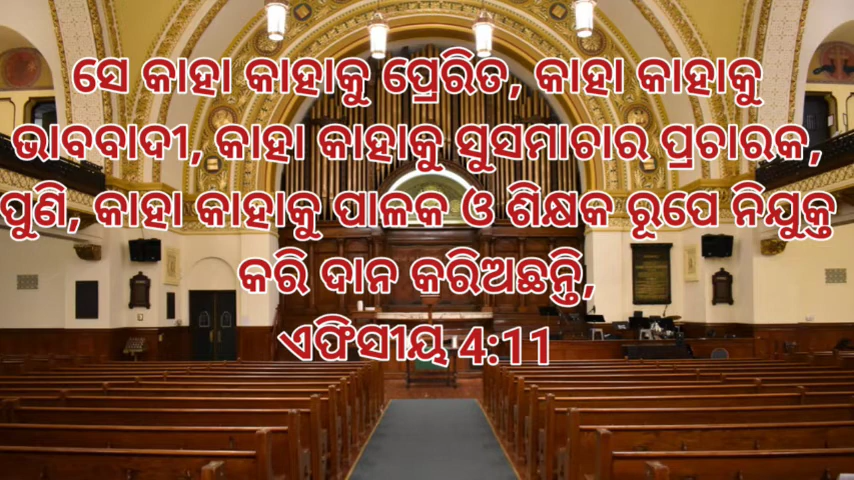 ସେ କାହା କାହାକୁ ପ୍ରେରିତ, କାହା କାହାକୁ
ଭାବବାଦୀ, କାହା କାହାକୁ ସୁସମାଚାର ପ୍ରଚାରକ,
ପୁଣି, କାହା କାହାକୁ ପାଳକ ଓ ଶିକ୍ଷକ ରୂପେ ନିଯୁକ୍ତ
କରି ଦାନ କରିଅଛନ୍ତି,
ଏଫିସୀୟ 4:11